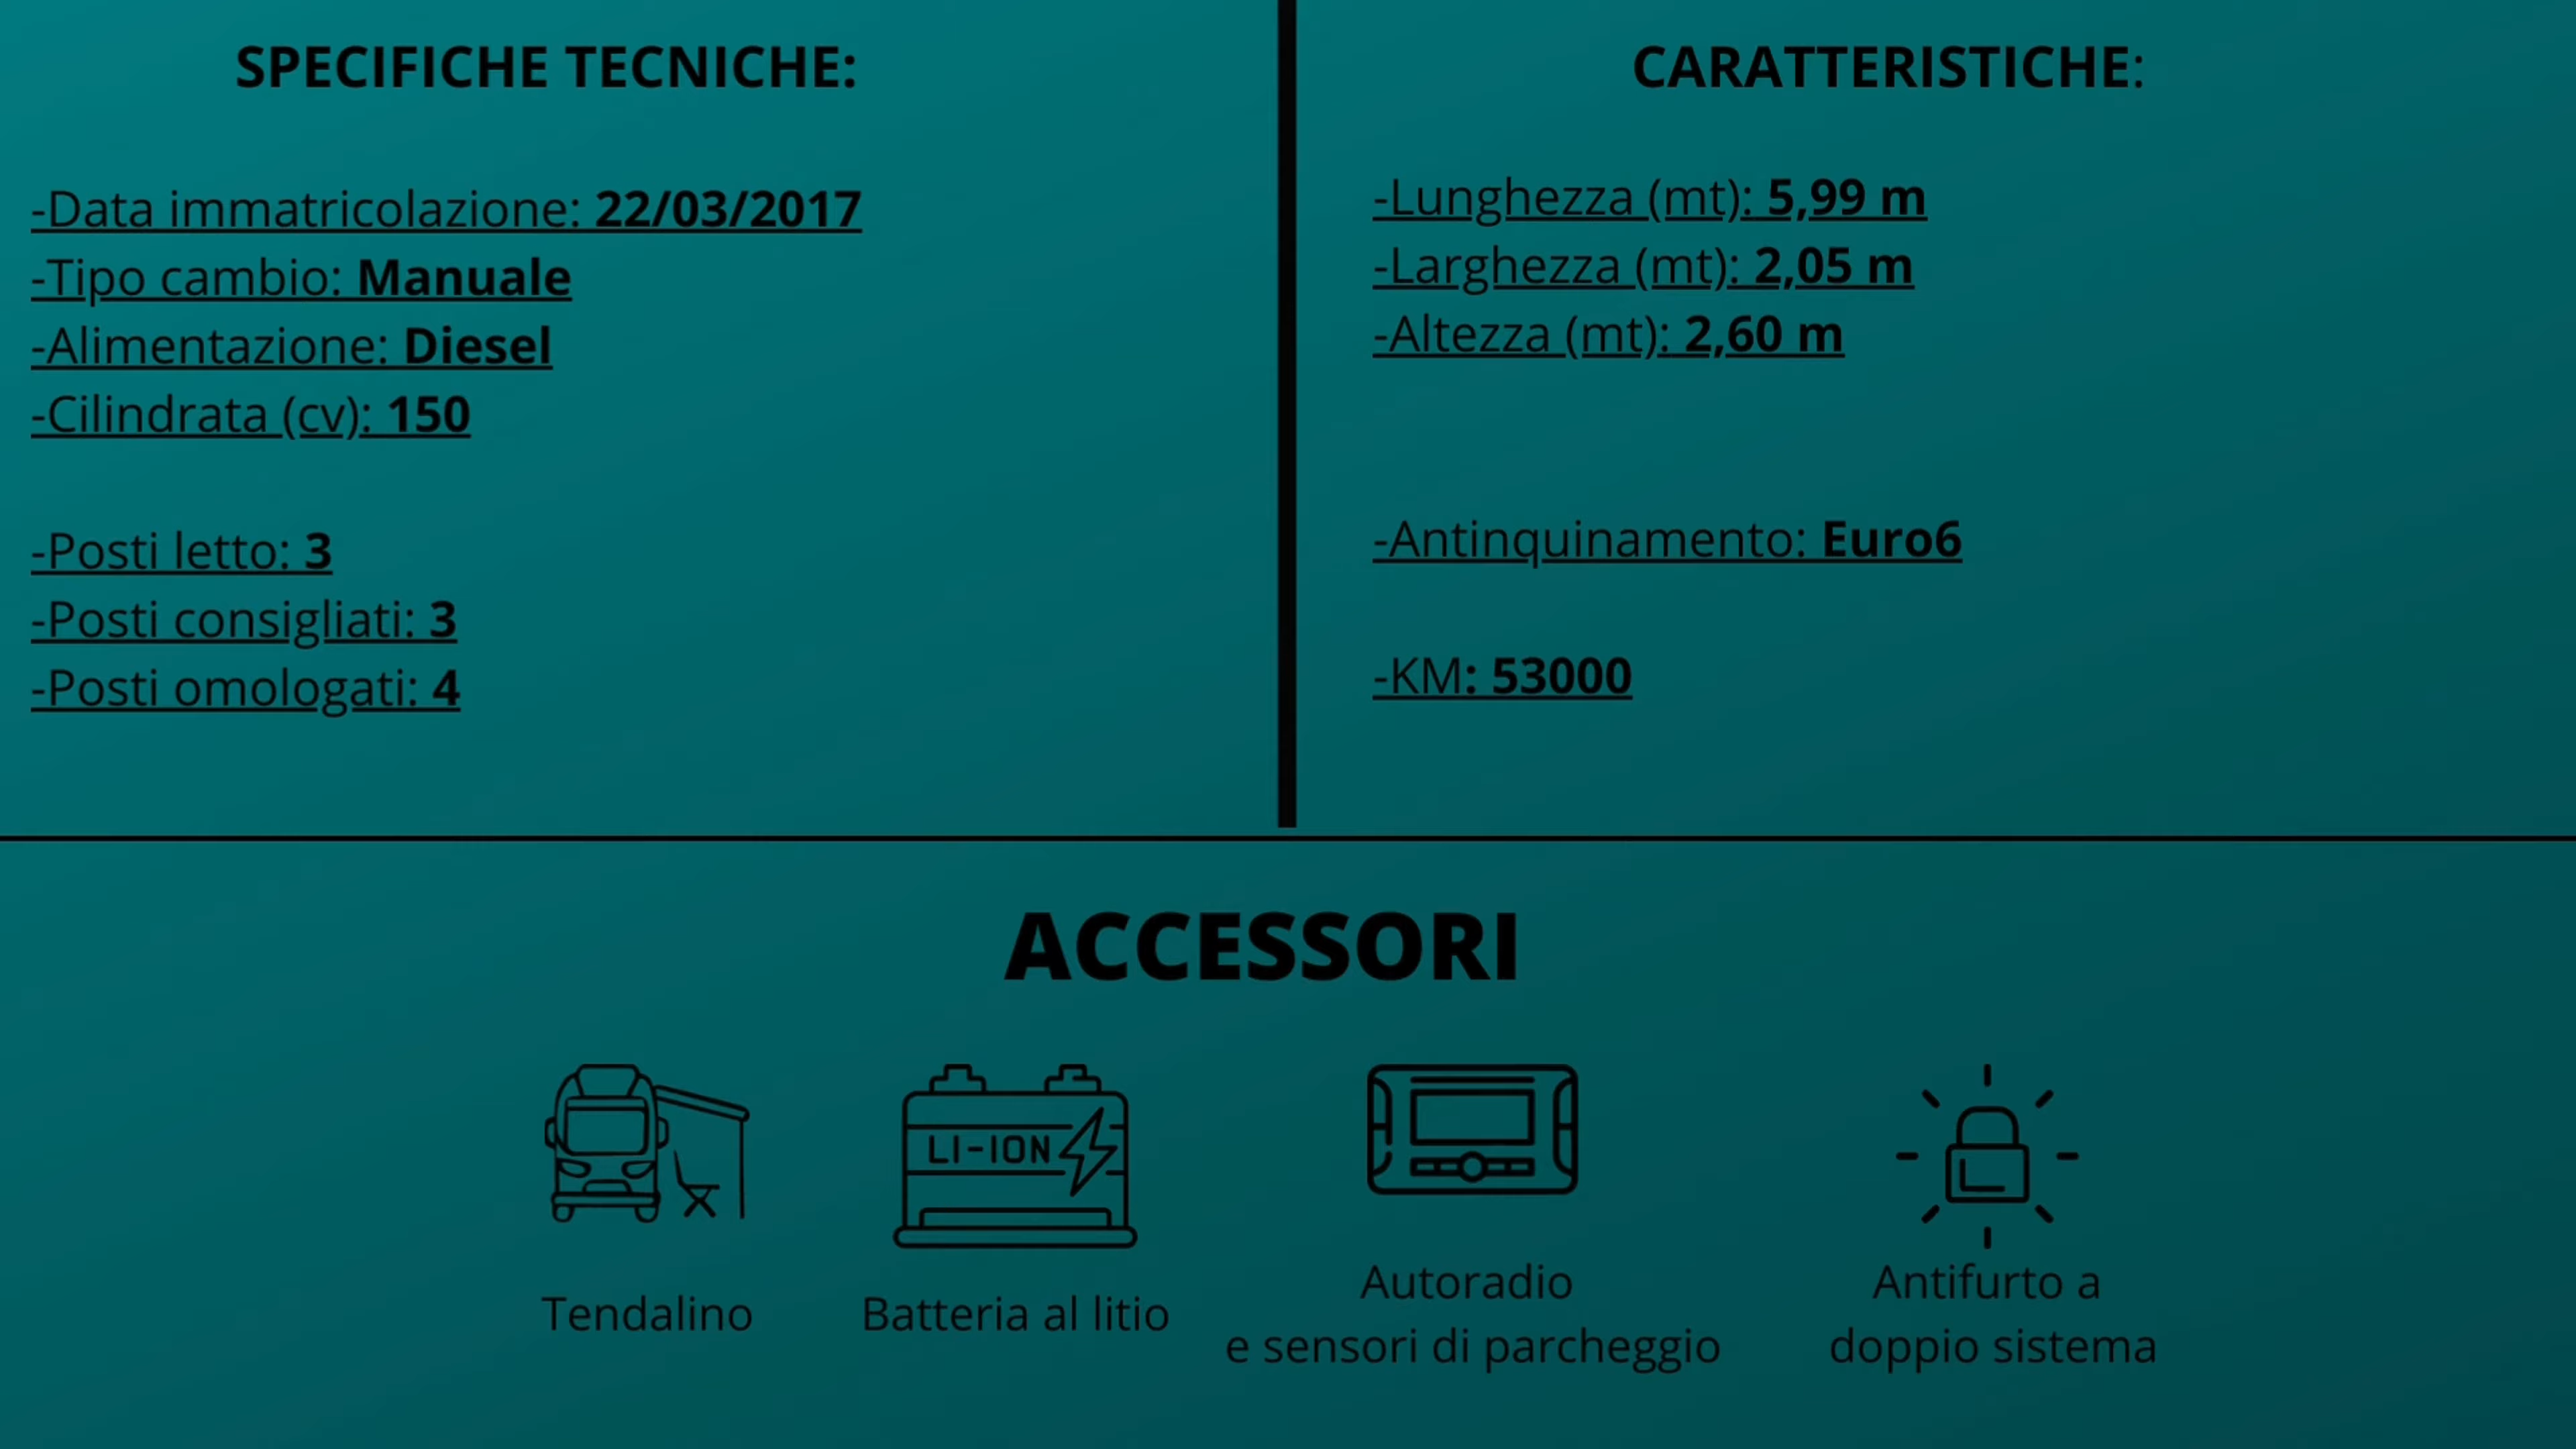 SPECIFICHE TECNICHE:
-Data immatricolazione: 22/03/2017
-Tipo cambio: Manuale
-Alimentazione: Diesel
-Cilindrata (cv): 150
-Posti letto: 3
-Posti consigliati: 3
-Posti omologati: 4
CARATTERISTICHE:
-Lunghezza (mt): 5,99 m
-Larghezza (mt): 2,05 m
-Altezza (mt): 2,60 m
-Antinquinamento: Euro6
-KM: 53000
ACCESSORI
LI-ION
Tendalino
Batteria al litio
Autoradio
e sensori di parcheggio
Antifurto a
doppio sistema